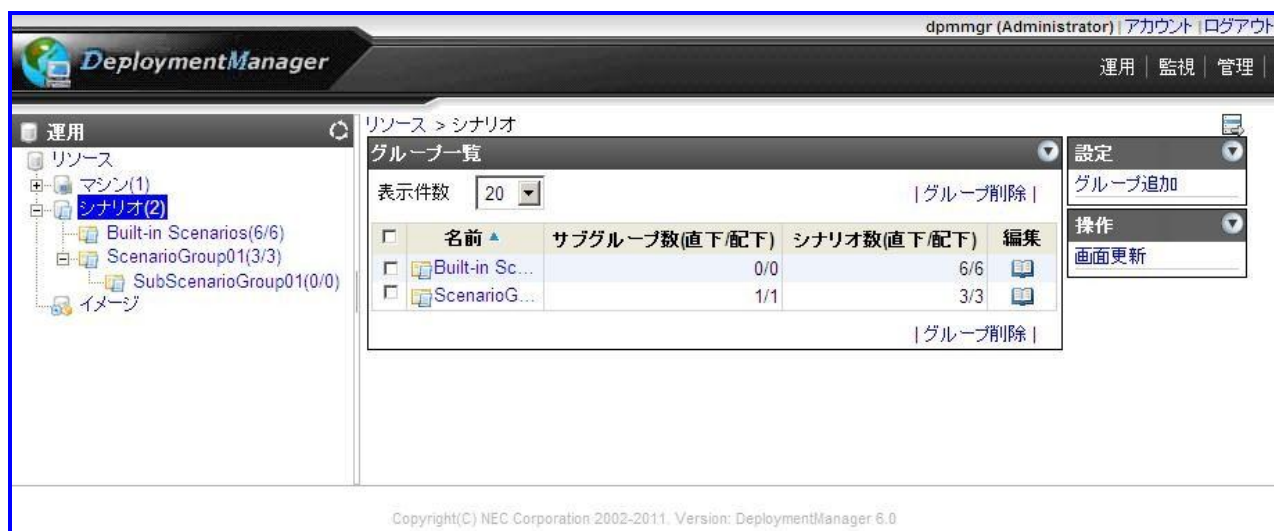 dpmmgr (Administrator) | アカウント | ログアウト
DeploymentManager
運用 | 監視 | 管理 |
運用
リソース
マシン(1)
シナリオ(2)
Built-in Scenarios(6/6)
ScenarioGroup01(3/3)
SubScenarioGroup01(0/0)
イメージ
リソース > シナリオ
グループ一覧
表示件数 20 | グループ削除 |
名前 サブグループ数(直下/配下) シナリオ数(直下/配下) 編集
Built-in Sc... 0/0 6/6
ScenarioG... 1/1 3/3
| グループ削除 |
設定
グループ追加
操作
画面更新
Copyright(C) NEC Corporation 2002-2011. Version: DeploymentManager 6.0